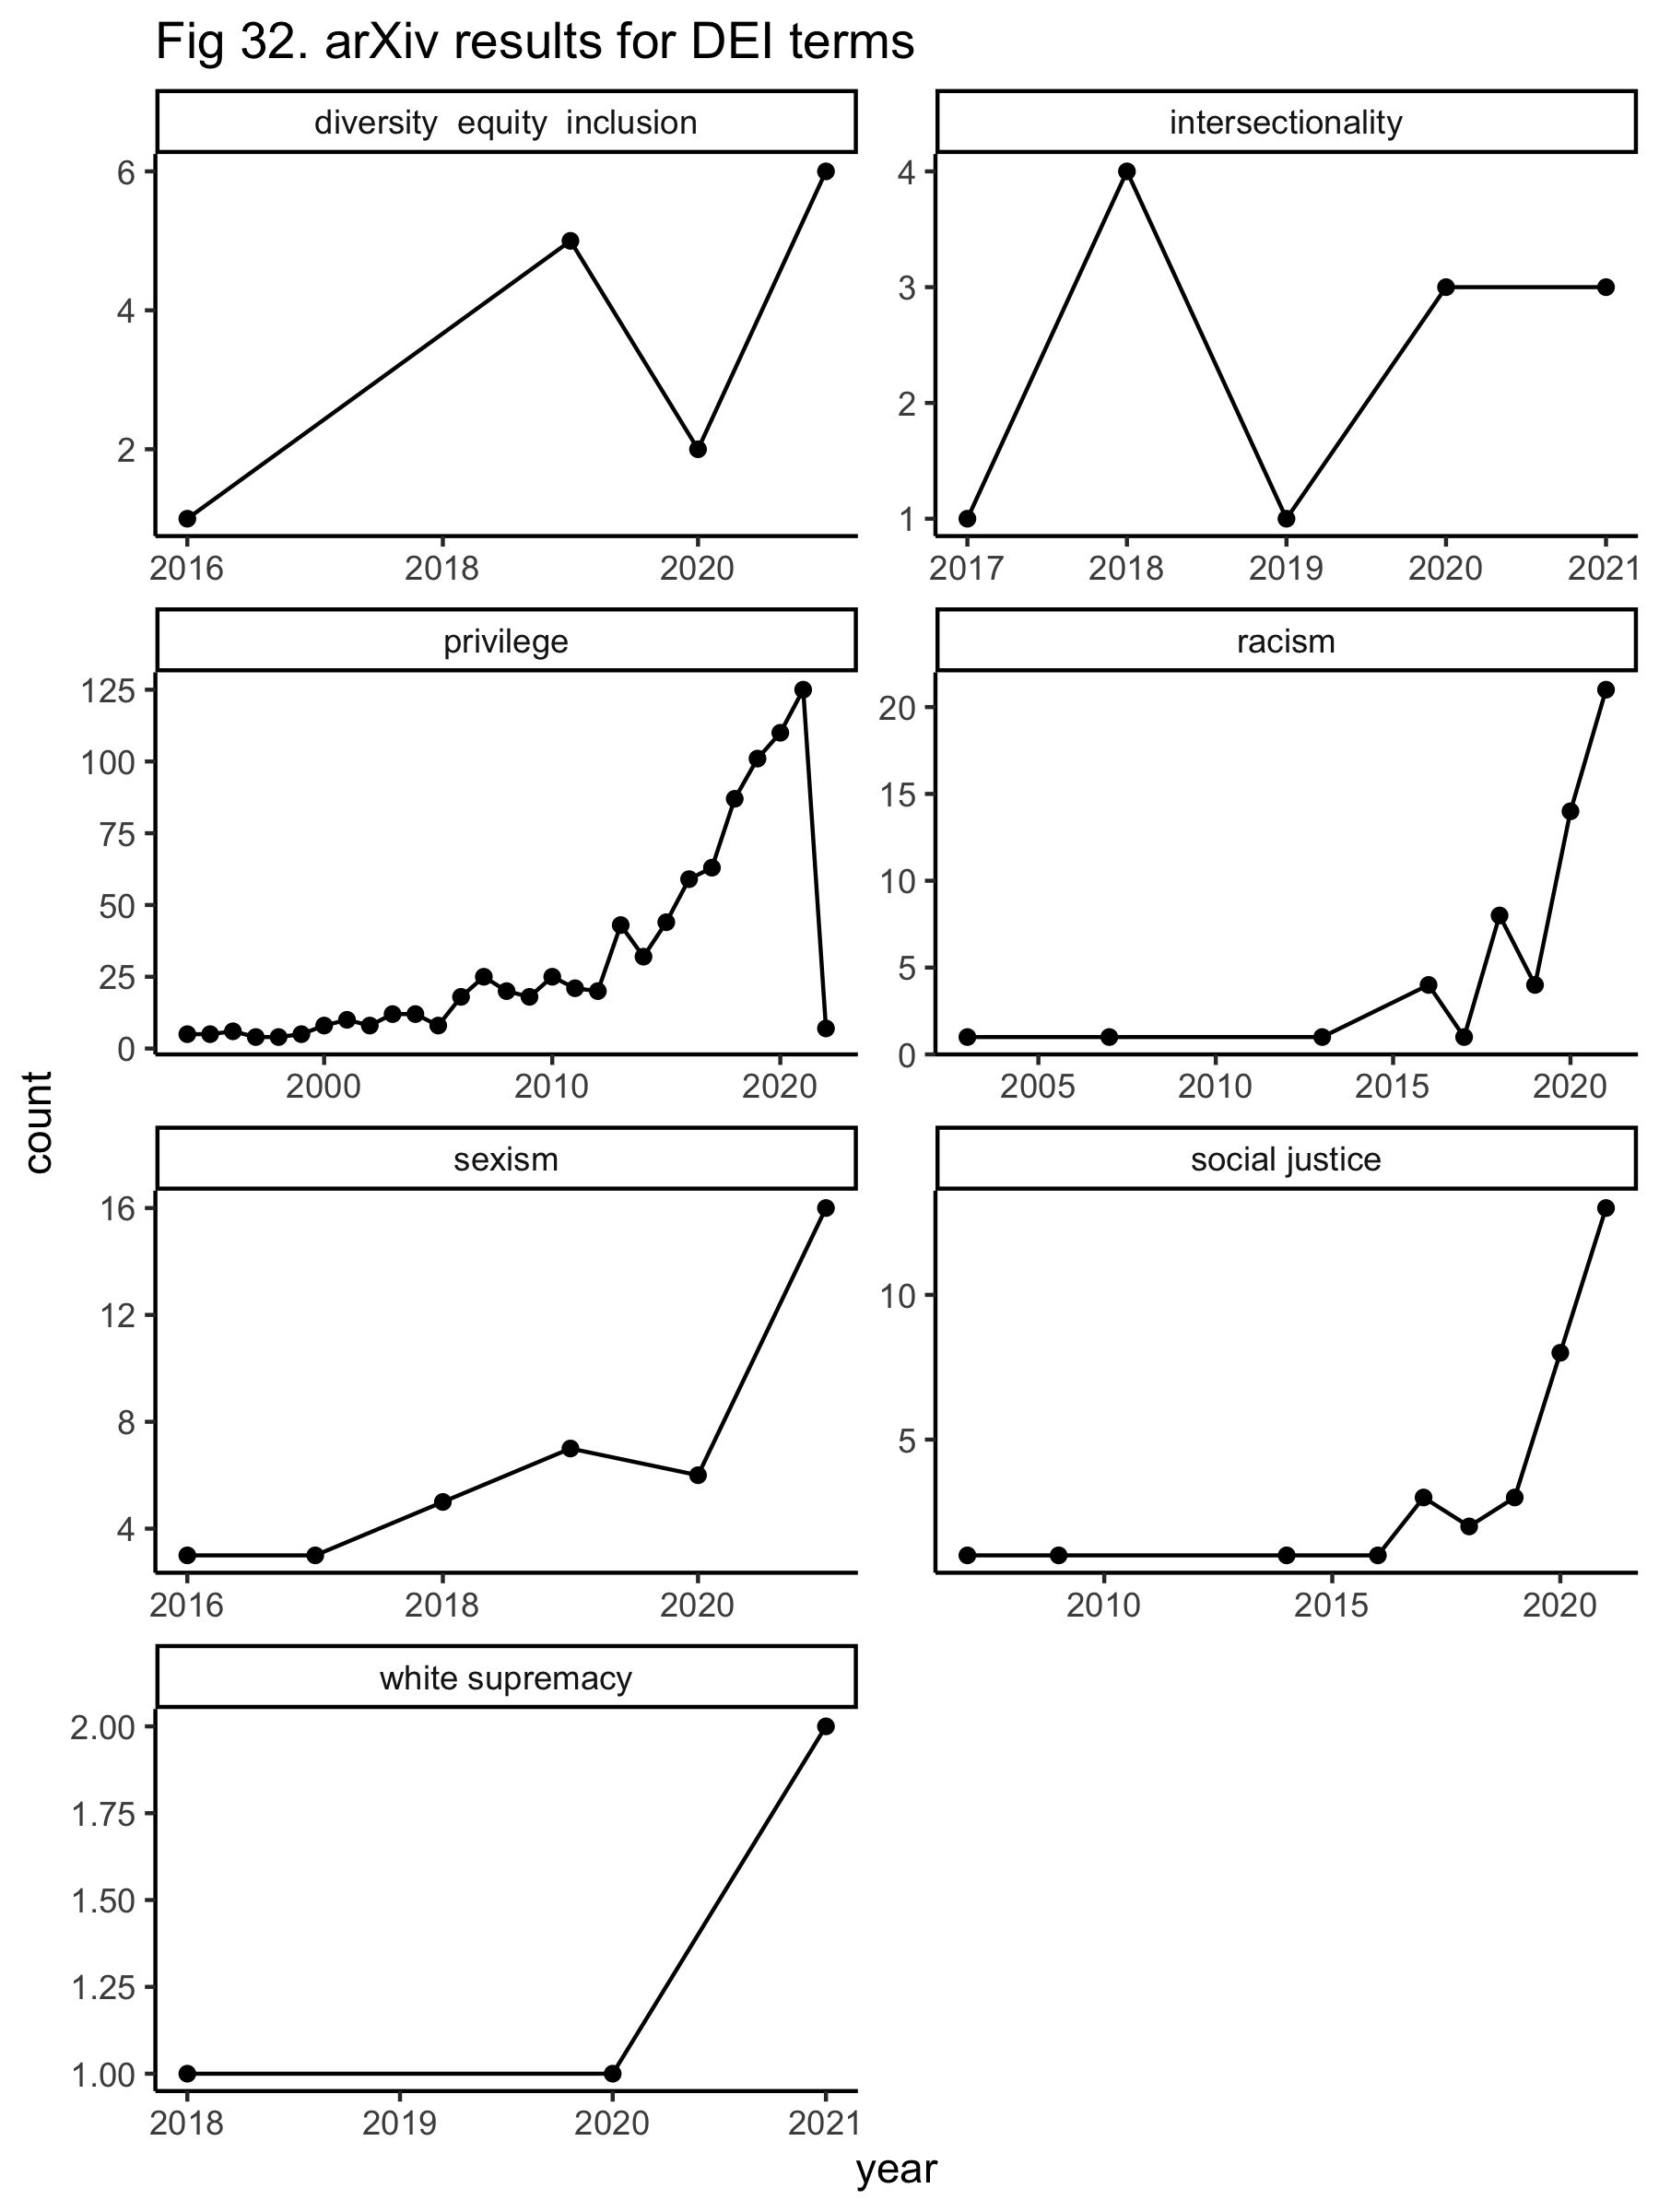 Fig 32. arXiv results for DEI terms
diversity equity inclusion
6
4
2
2016 2018 2020
intersectionality
4
3
2
1
2017 2018 2019 2020 2021
privilege
125
100
75
50
25
0
2000 2010 2020
racism
20
15
10
5
0
2005 2010 2015 2020
count
sexism
16
12
8
4
2016 2018 2020
social justice
10
5
2010 2015 2020
white supremacy
2.00
1.75
1.50
1.25
1.00
2018 2019 2020 2021
year